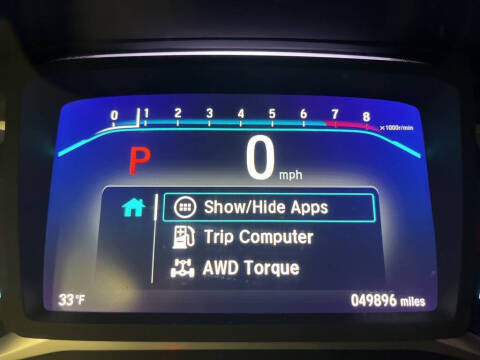 0 1 2 3 4 5 6 7 8
×1000r/min
P 0 mph
Show/Hide Apps
Trip Computer
AWD Torque
33°F 049896 miles